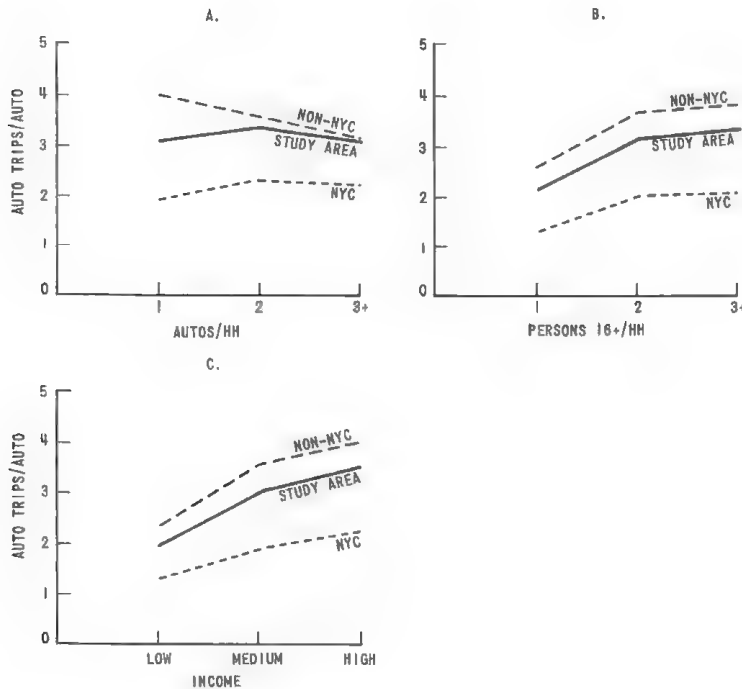 A.
5
4
3
2
1
0
AUTO TRIPS/AUTO
NON-NYC
STUDY AREA
NYC
1 2 3+
AUTOS/HH
B.
5
4
3
2
1
0
NON-NYC
STUDY AREA
NYC
1 2 3+
PERSONS 16+/HH
C.
5
4
3
2
1
0
AUTO TRIPS/AUTO
NON-NYC
STUDY AREA
NYC
LOW MEDIUM HIGH
INCOME